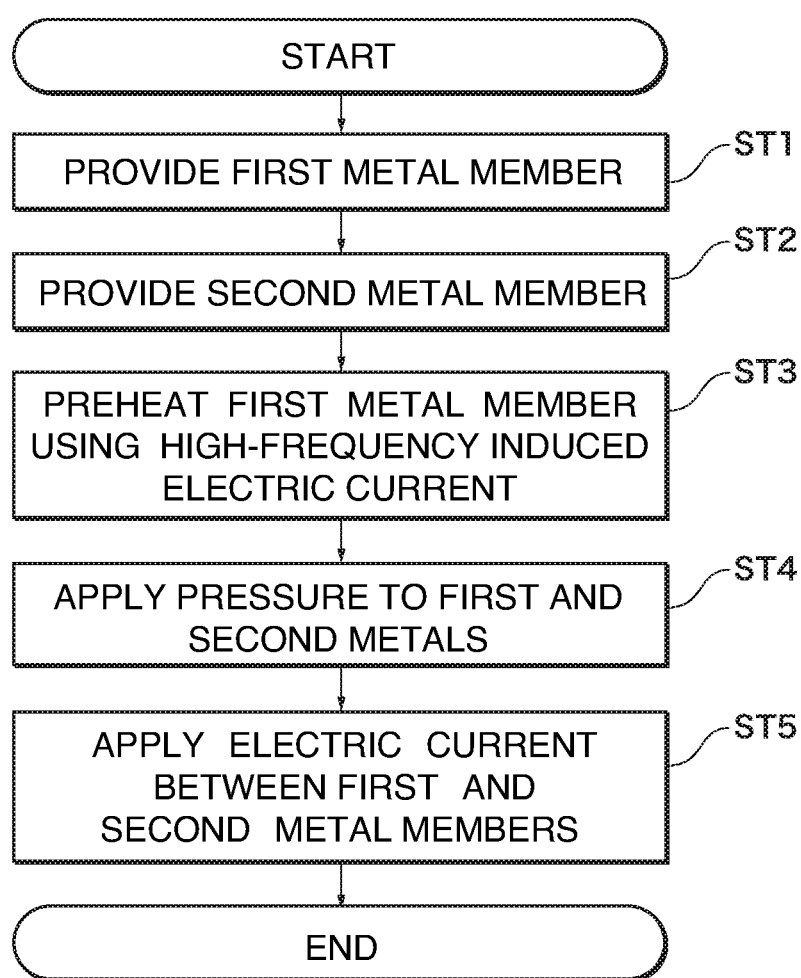 START
PROVIDE FIRST METAL MEMBER
ST1
PROVIDE SECOND METAL MEMBER
ST2
PREHEAT FIRST METAL MEMBER
USING HIGH-FREQUENCY INDUCED
ELECTRIC CURRENT
ST3
APPLY PRESSURE TO FIRST AND
SECOND METALS
ST4
APPLY ELECTRIC CURRENT
BETWEEN FIRST AND
SECOND METAL MEMBERS
ST5
END